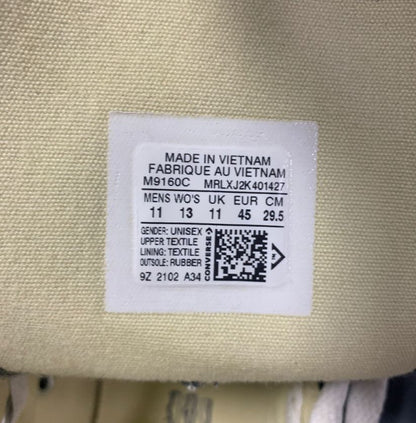 MADE IN VIETNAM
FABRIQUE AU VIETNAM
M9160C MRLXJ2K401427
MENS WO'S UK EUR CM
11 13 11 45 29.5
GENDER: UNISEX
UPPER: TEXTILE
LINING: TEXTILE
OUTSOLE: RUBBER
CONVERSE
9Z 2102 A34